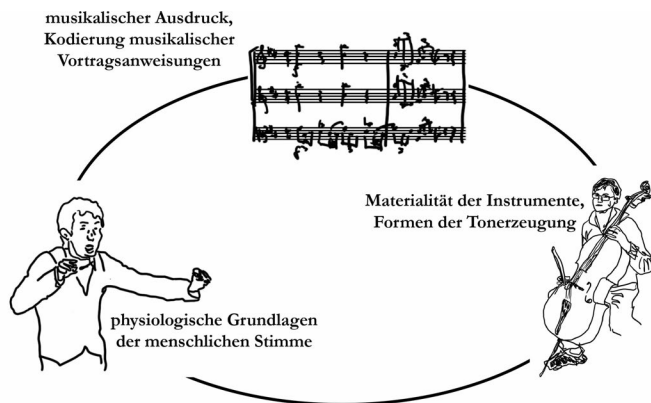 musikalischer Ausdruck,
Kodierung musikalischer
Vortragsanweisungen
Materialität der Instrumente,
Formen der Tonerzeugung
physiologische Grundlagen
der menschlichen Stimme